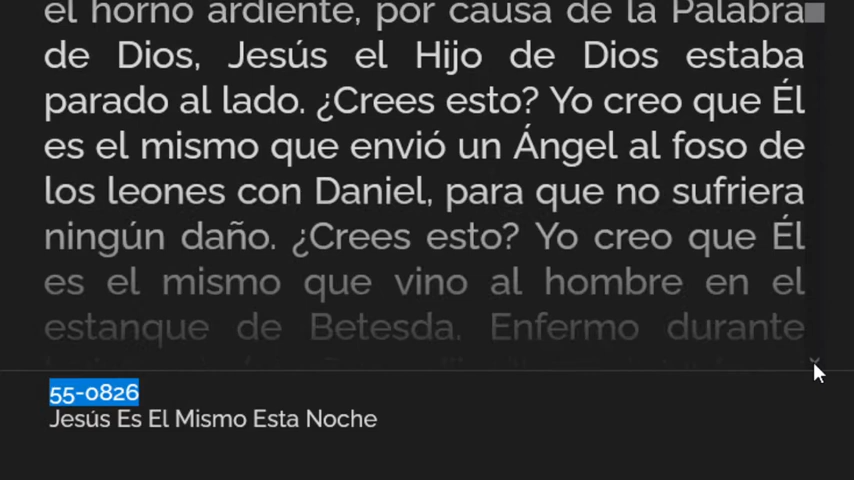 el horno ardiente, por causa de la Palabra
de Dios, Jesús el Hijo de Dios estaba
parado al lado. ¿Crees esto? Yo creo que Él
es el mismo que envió un Ángel al foso de
los leones con Daniel, para que no sufriera
ningún daño. ¿Crees esto? Yo creo que Él
es el mismo que vino al hombre en el
estanque de Betesda. Enfermo durante
55-0826
Jesús Es El Mismo Esta Noche